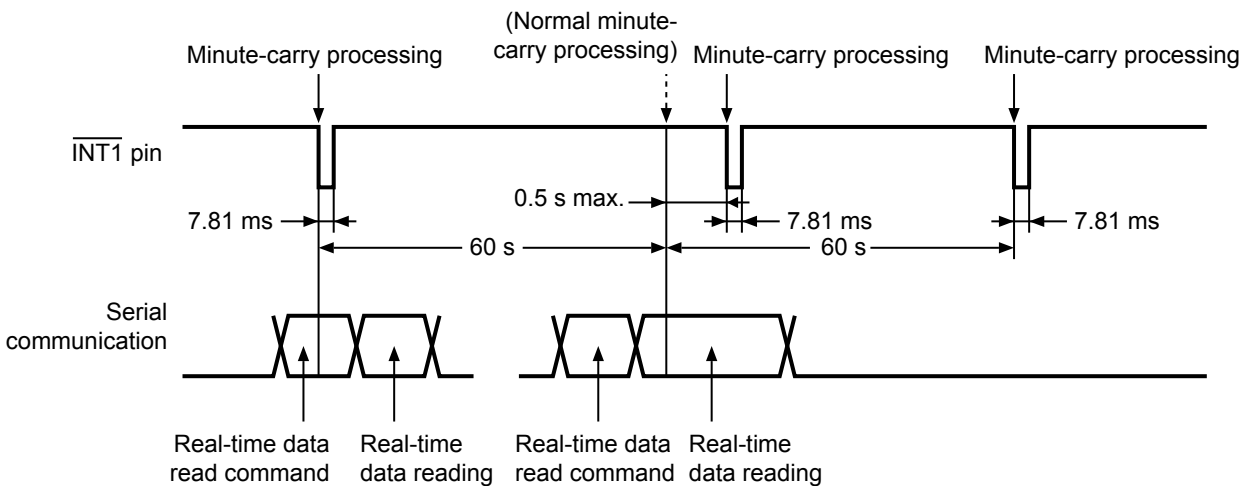 (Normal minute-
carry processing)
Minute-carry processing
Minute-carry processing
Minute-carry processing
INT1 pin
0.5 s max.
7.81 ms
7.81 ms
7.81 ms
60 s
60 s
Serial
communication
Real-time data
read command
Real-time
data reading
Real-time data
read command
Real-time
data reading